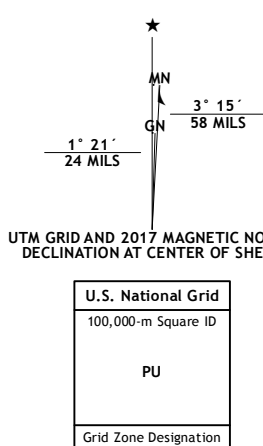 ★
MN
3° 15´
58 MILS
GN
1° 21´
24 MILS
UTM GRID AND 2017 MAGNETIC NO
DECLINATION AT CENTER OF SHE
U.S. National Grid
100,000-m Square ID
PU
Grid Zone Designation